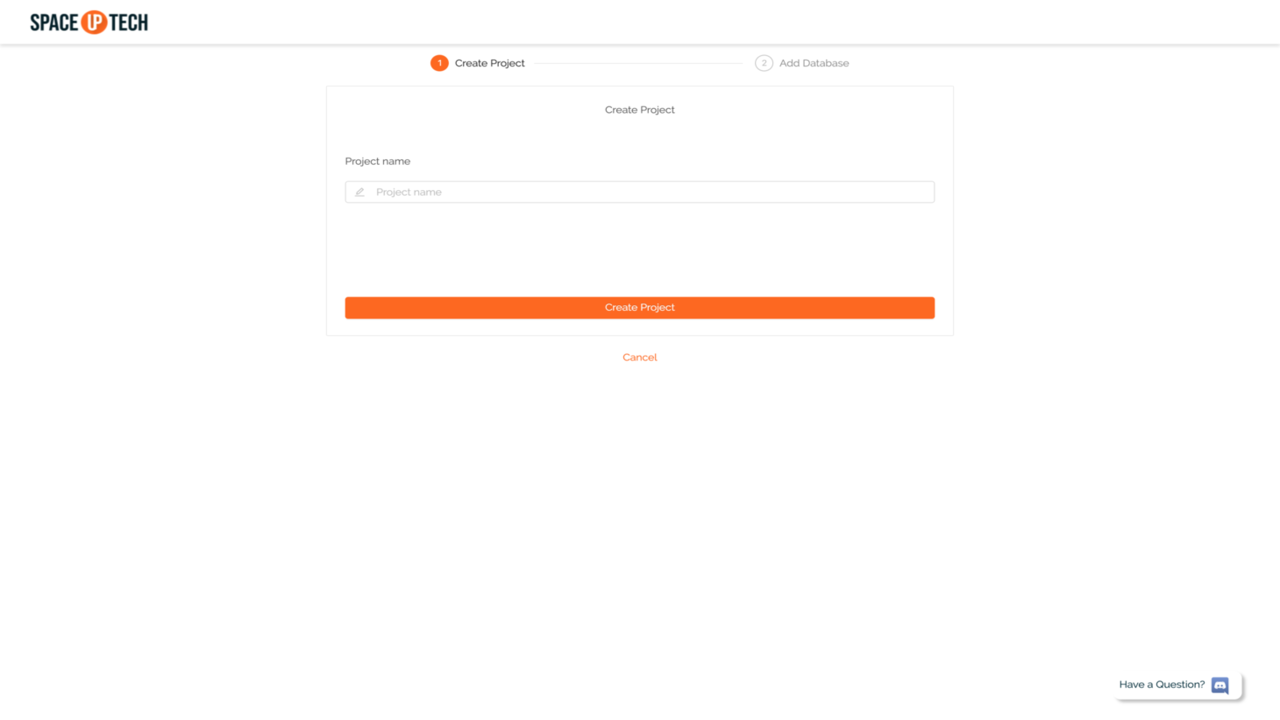 SPACE UP TECH
1 Create Project
2 Add Database
Create Project
Project name
Project name
Create Project
Cancel
Have a Question?